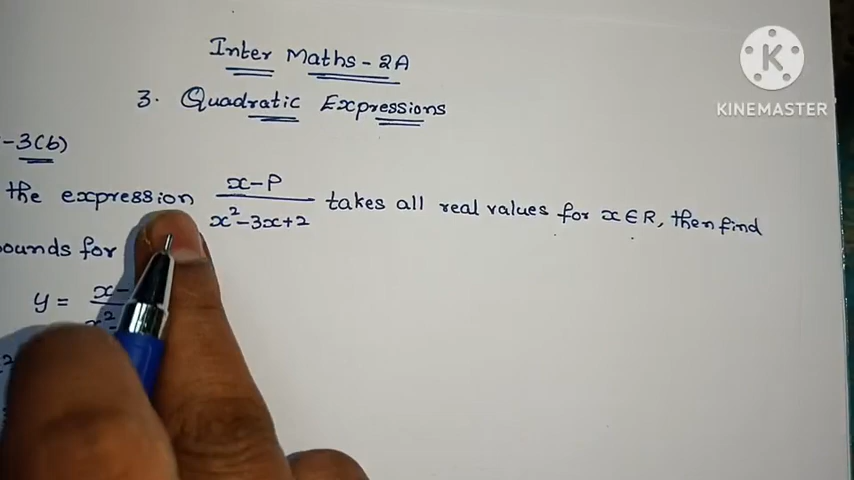 Inter Maths - 2A
3. Quadratic Expressions
K
KINEMASTER
-3(b)
the expression x-P / x²-3x+2 takes all real values for x∈R, then find
ounds for
y = x-
x²-